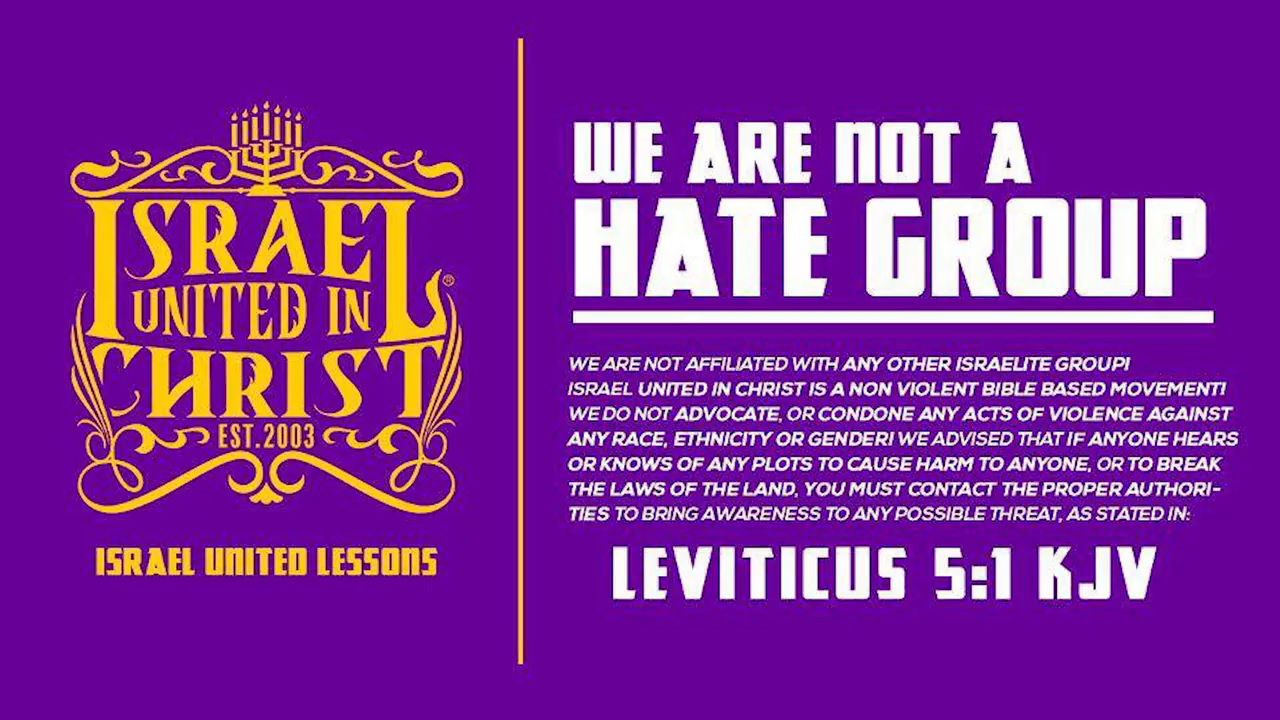 ISRAEL
UNITED IN
CHRIST
EST.2003
®
ISRAEL UNITED LESSONS
WE ARE NOT A
HATE GROUP
WE ARE NOT AFFILIATED WITH ANY OTHER ISRAELITE GROUP!
ISRAEL UNITED IN CHRIST IS A NON VIOLENT BIBLE BASED MOVEMENT!
WE DO NOT ADVOCATE, OR CONDONE ANY ACTS OF VIOLENCE AGAINST
ANY RACE, ETHNICITY OR GENDER! WE ADVISED THAT IF ANYONE HEARS
OR KNOWS OF ANY PLOTS TO CAUSE HARM TO ANYONE, OR TO BREAK
THE LAWS OF THE LAND, YOU MUST CONTACT THE PROPER AUTHORI-
TIES TO BRING AWARENESS TO ANY POSSIBLE THREAT, AS STATED IN:
LEVITICUS 5:1 KJV